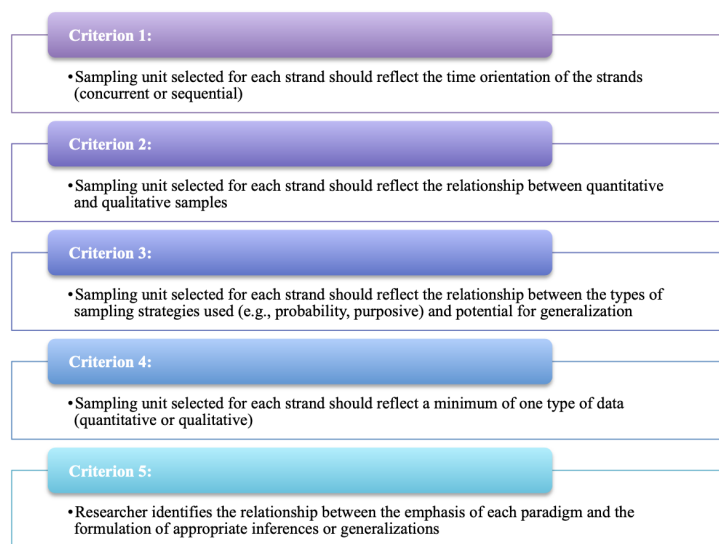 Criterion 1:
•Sampling unit selected for each strand should reflect the time orientation of the strands
(concurrent or sequential)
Criterion 2:
•Sampling unit selected for each strand should reflect the relationship between quantitative
and qualitative samples
Criterion 3:
•Sampling unit selected for each strand should reflect the relationship between the types of
sampling strategies used (e.g., probability, purposive) and potential for generalization
Criterion 4:
•Sampling unit selected for each strand should reflect a minimum of one type of data
(quantitative or qualitative)
Criterion 5:
•Researcher identifies the relationship between the emphasis of each paradigm and the
formulation of appropriate inferences or generalizations